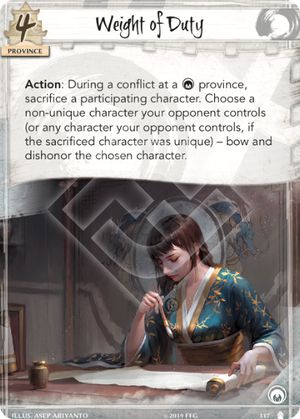 4
Weight of Duty
PROVINCE
Action: During a conflict at a province,
sacrifice a participating character. Choose a
non-unique character your opponent controls
(or any character your opponent controls, if
the sacrificed character was unique) – bow and
dishonor the chosen character.
ILLUS: ASEP ARIYANTO
© 2019 FFG
117